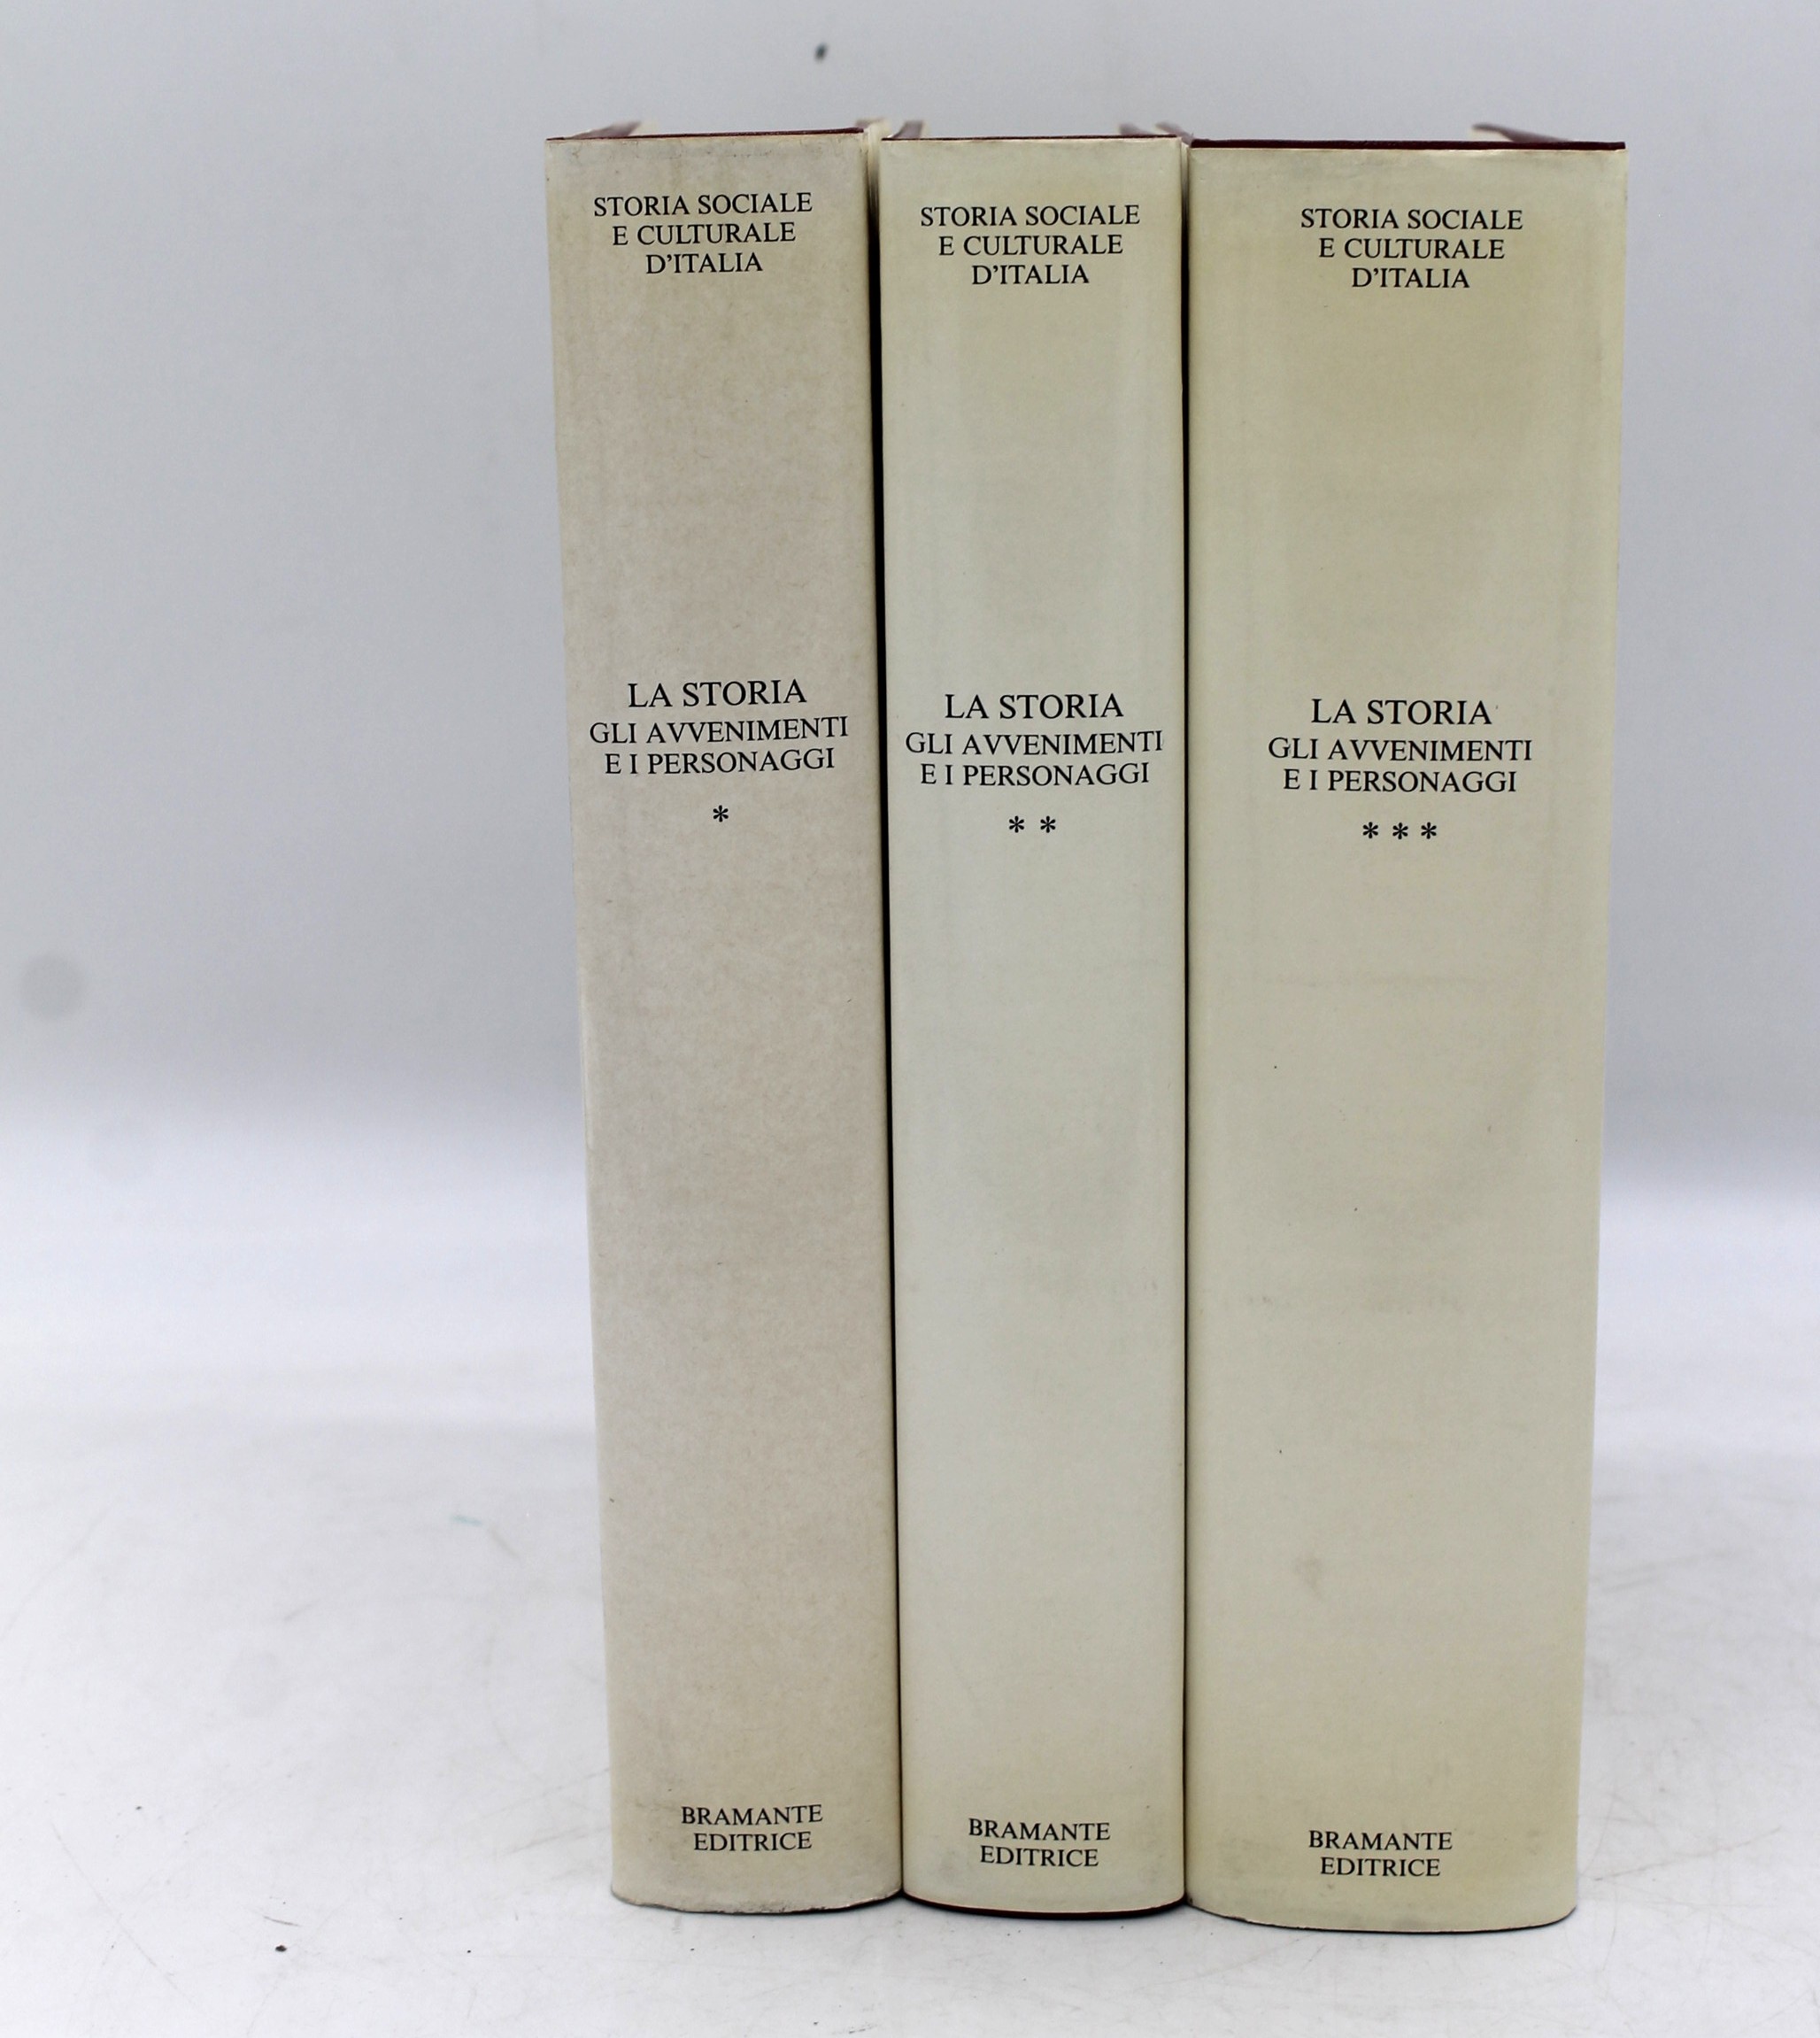 STORIA SOCIALE
E CULTURALE
D'ITALIA
LA STORIA
GLI AVVENIMENTI
E I PERSONAGGI
*
BRAMANTE
EDITRICE
STORIA SOCIALE
E CULTURALE
D'ITALIA
LA STORIA
GLI AVVENIMENTI
E I PERSONAGGI
* *
BRAMANTE
EDITRICE
STORIA SOCIALE
E CULTURALE
D'ITALIA
LA STORIA
GLI AVVENIMENTI
E I PERSONAGGI
* * *
BRAMANTE
EDITRICE